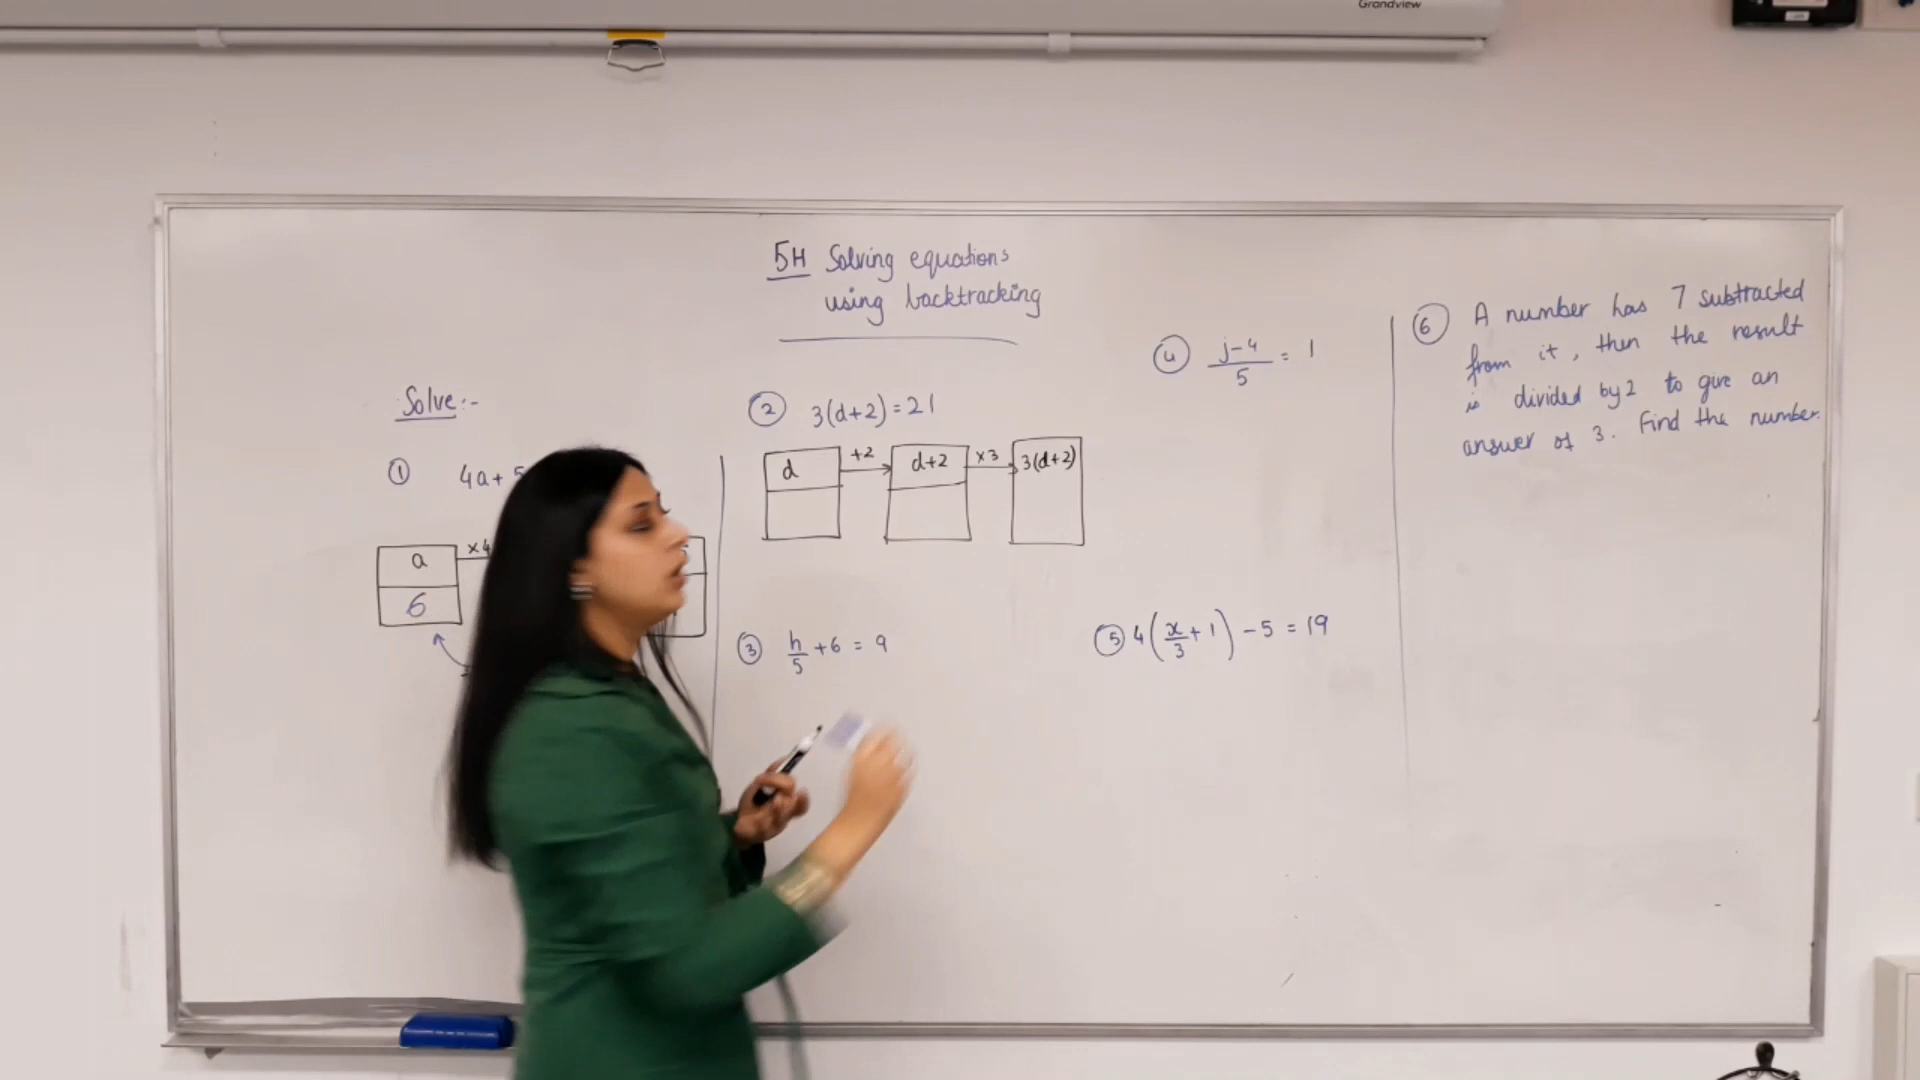 Grandview
5H Solving equations
using backtracking
Solve:-
① 4a+5
a
×4
6
② 3(d+2)=21
d
+2
d+2
×3
3(d+2)
③ h/5 +6 = 9
④ j-4/5 = 1
⑤ 4(x/3 + 1) - 5 = 19
⑥ A number has 7 subtracted
from it, then the result
is divided by 2 to give an
answer of 3. Find the number.